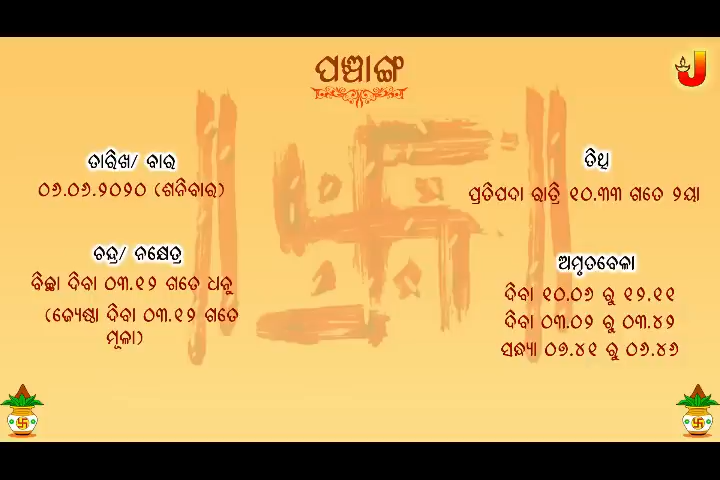 ପଞ୍ଚାଙ୍ଗ
J
ତାରିଖ/ ବାର
୦୬.୦୬.୨୦୨୦ (ଶନିବାର)
ତିଥି
ପ୍ରତିପଦା ରାତ୍ରି ୧୦.୩୩ ଗତେ ୨ୟା
ଚନ୍ଦ୍ର/ ନକ୍ଷେତ୍ର
ବିଚ୍ଛା ଦିବା ୦୩.୧୨ ଗତେ ଧନୁ
(ଜ୍ୟେଷ୍ଠା ଦିବା ୦୩.୧୨ ଗତେ
ମୂଳା)
ଅମୃତବେଳା
ଦିବା ୧୦.୦୬ ରୁ ୧୨.୧୧
ଦିବା ୦୩.୦୨ ରୁ ୦୩.୪୨
ସନ୍ଧ୍ୟା ୦୭.୪୧ ରୁ ୦୬.୪୬